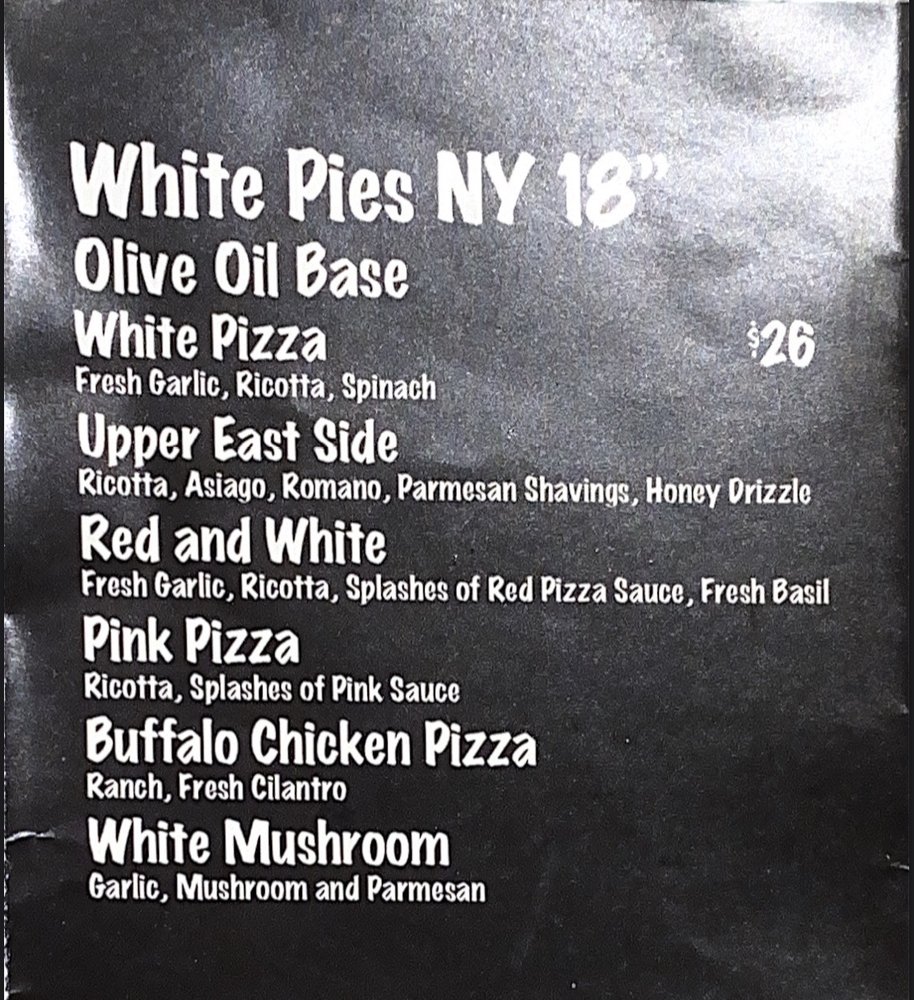 White Pies NY 18”
Olive Oil Base
White Pizza $26
Fresh Garlic, Ricotta, Spinach
Upper East Side
Ricotta, Asiago, Romano, Parmesan Shavings, Honey Drizzle
Red and White
Fresh Garlic, Ricotta, Splashes of Red Pizza Sauce, Fresh Basil
Pink Pizza
Ricotta, Splashes of Pink Sauce
Buffalo Chicken Pizza
Ranch, Fresh Cilantro
White Mushroom
Garlic, Mushroom and Parmesan